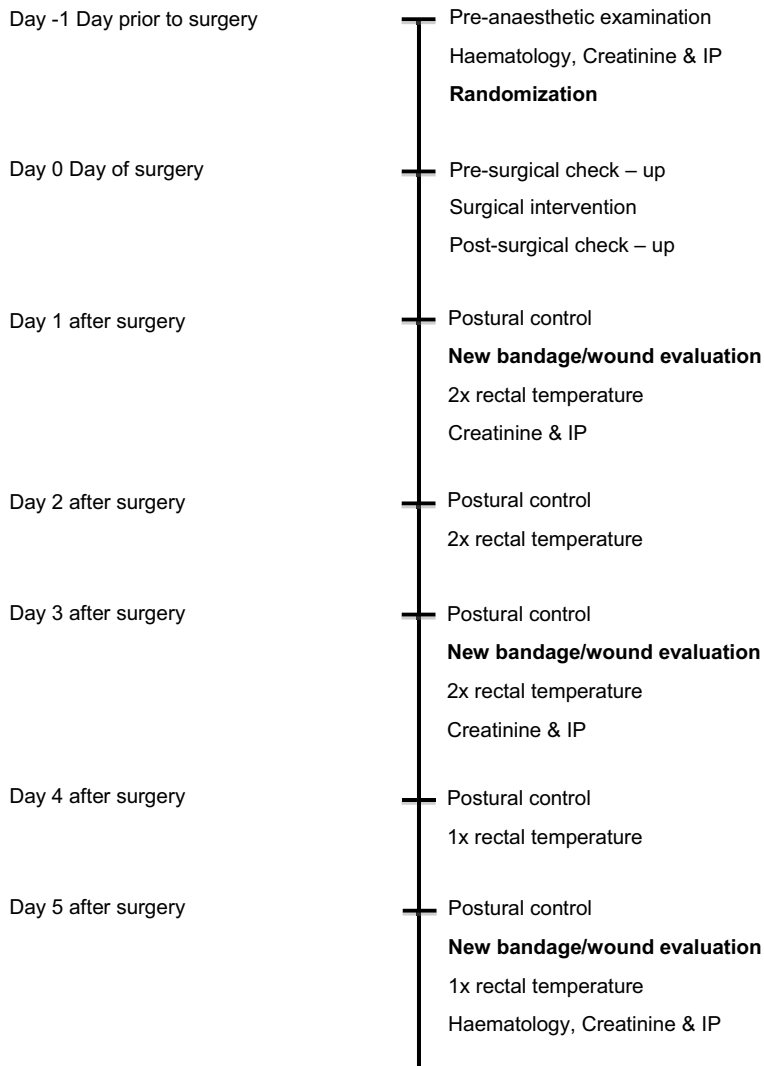 Day -1 Day prior to surgery
Pre-anaesthetic examination
Haematology, Creatinine & IP
Randomization
Day 0 Day of surgery
Pre-surgical check – up
Surgical intervention
Post-surgical check – up
Day 1 after surgery
Postural control
New bandage/wound evaluation
2x rectal temperature
Creatinine & IP
Day 2 after surgery
Postural control
2x rectal temperature
Day 3 after surgery
Postural control
New bandage/wound evaluation
2x rectal temperature
Creatinine & IP
Day 4 after surgery
Postural control
1x rectal temperature
Day 5 after surgery
Postural control
New bandage/wound evaluation
1x rectal temperature
Haematology, Creatinine & IP